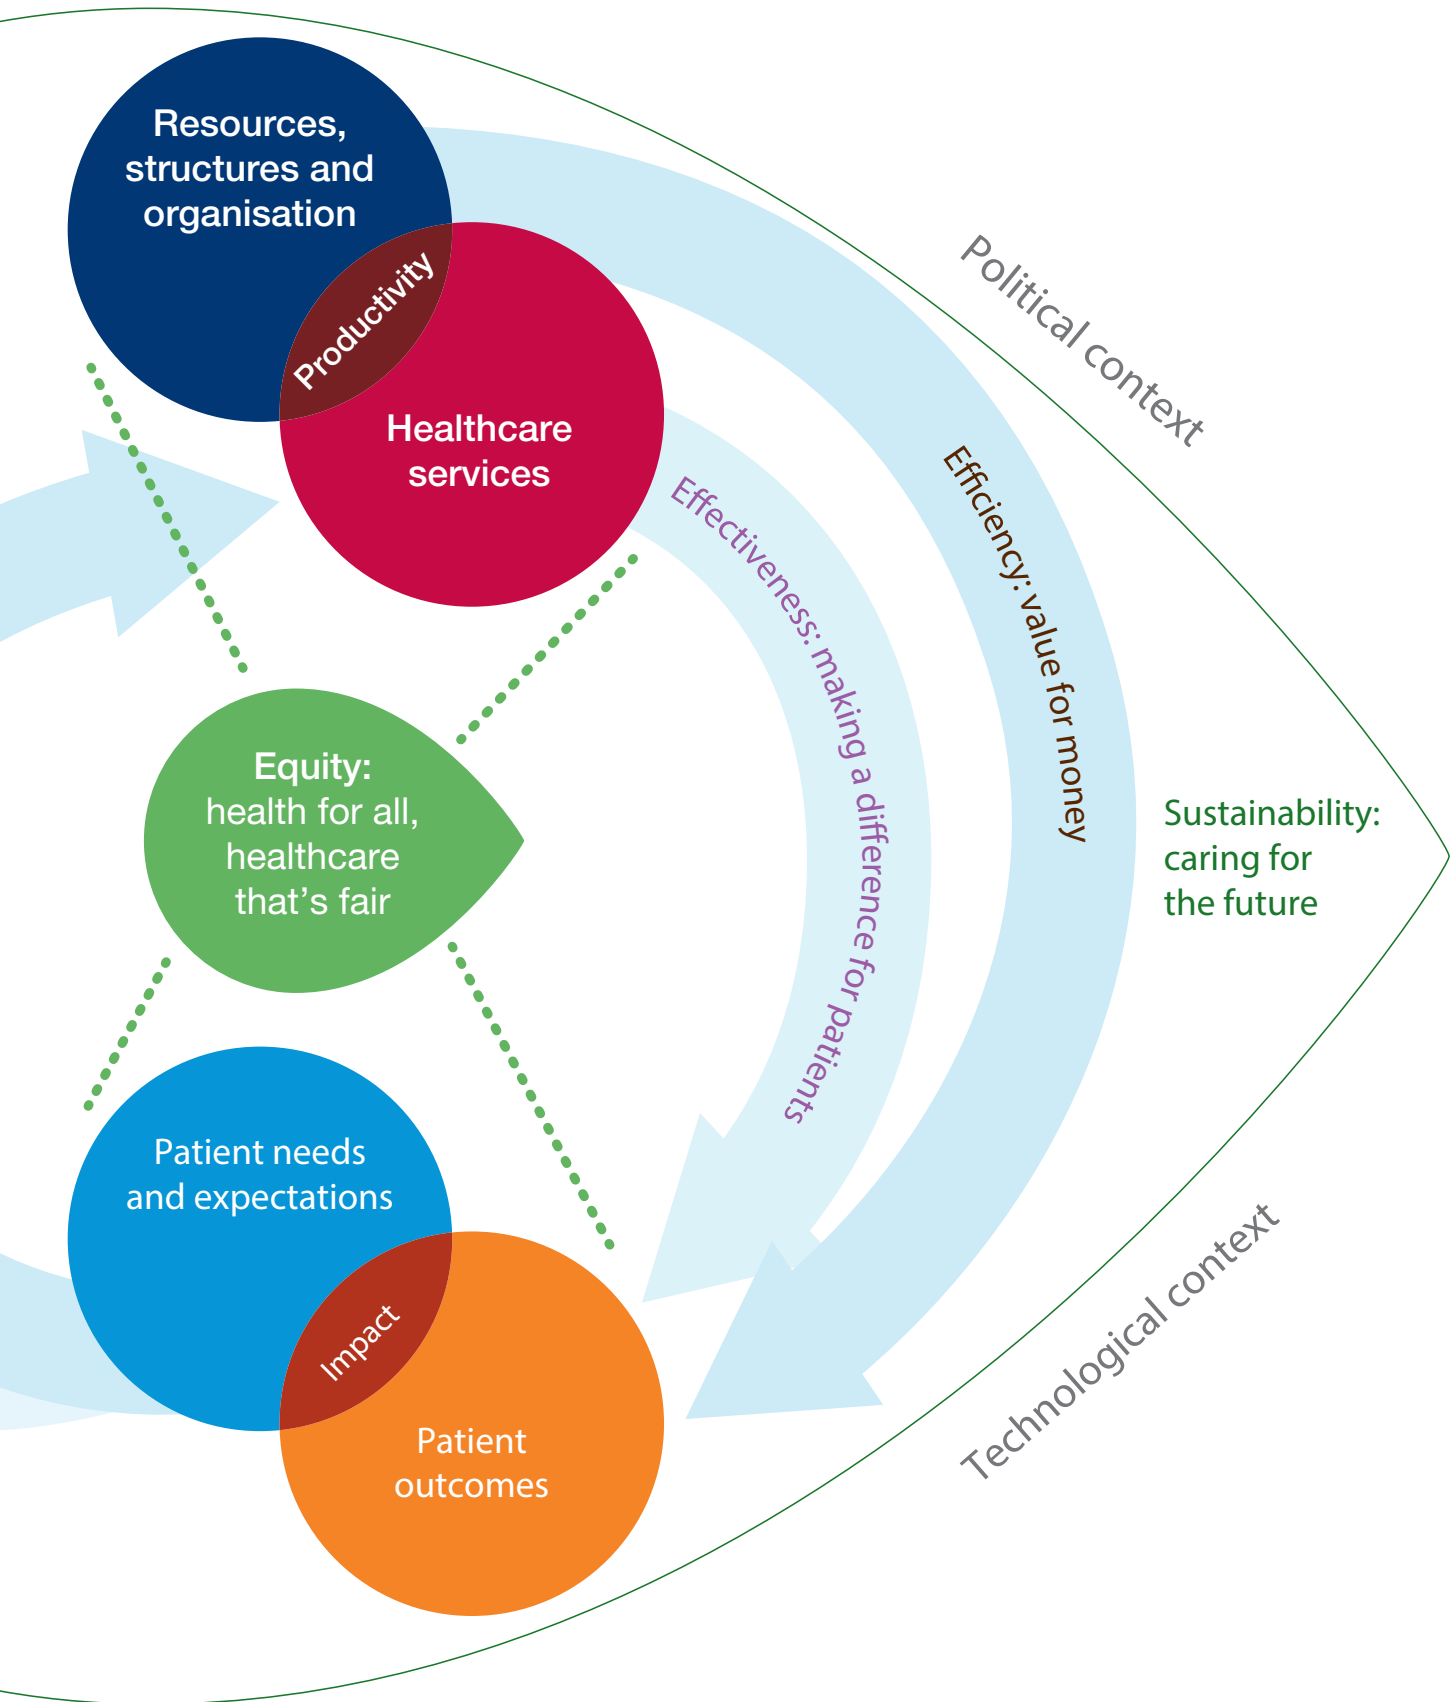 Resources,
structures and
organisation
Productivity
Healthcare
services
Political context
Efficiency: value for money
Effectiveness: making a difference for patients
Equity:
health for all,
healthcare
that's fair
Sustainability:
caring for
the future
Patient needs
and expectations
Impact
Patient
outcomes
Technological context